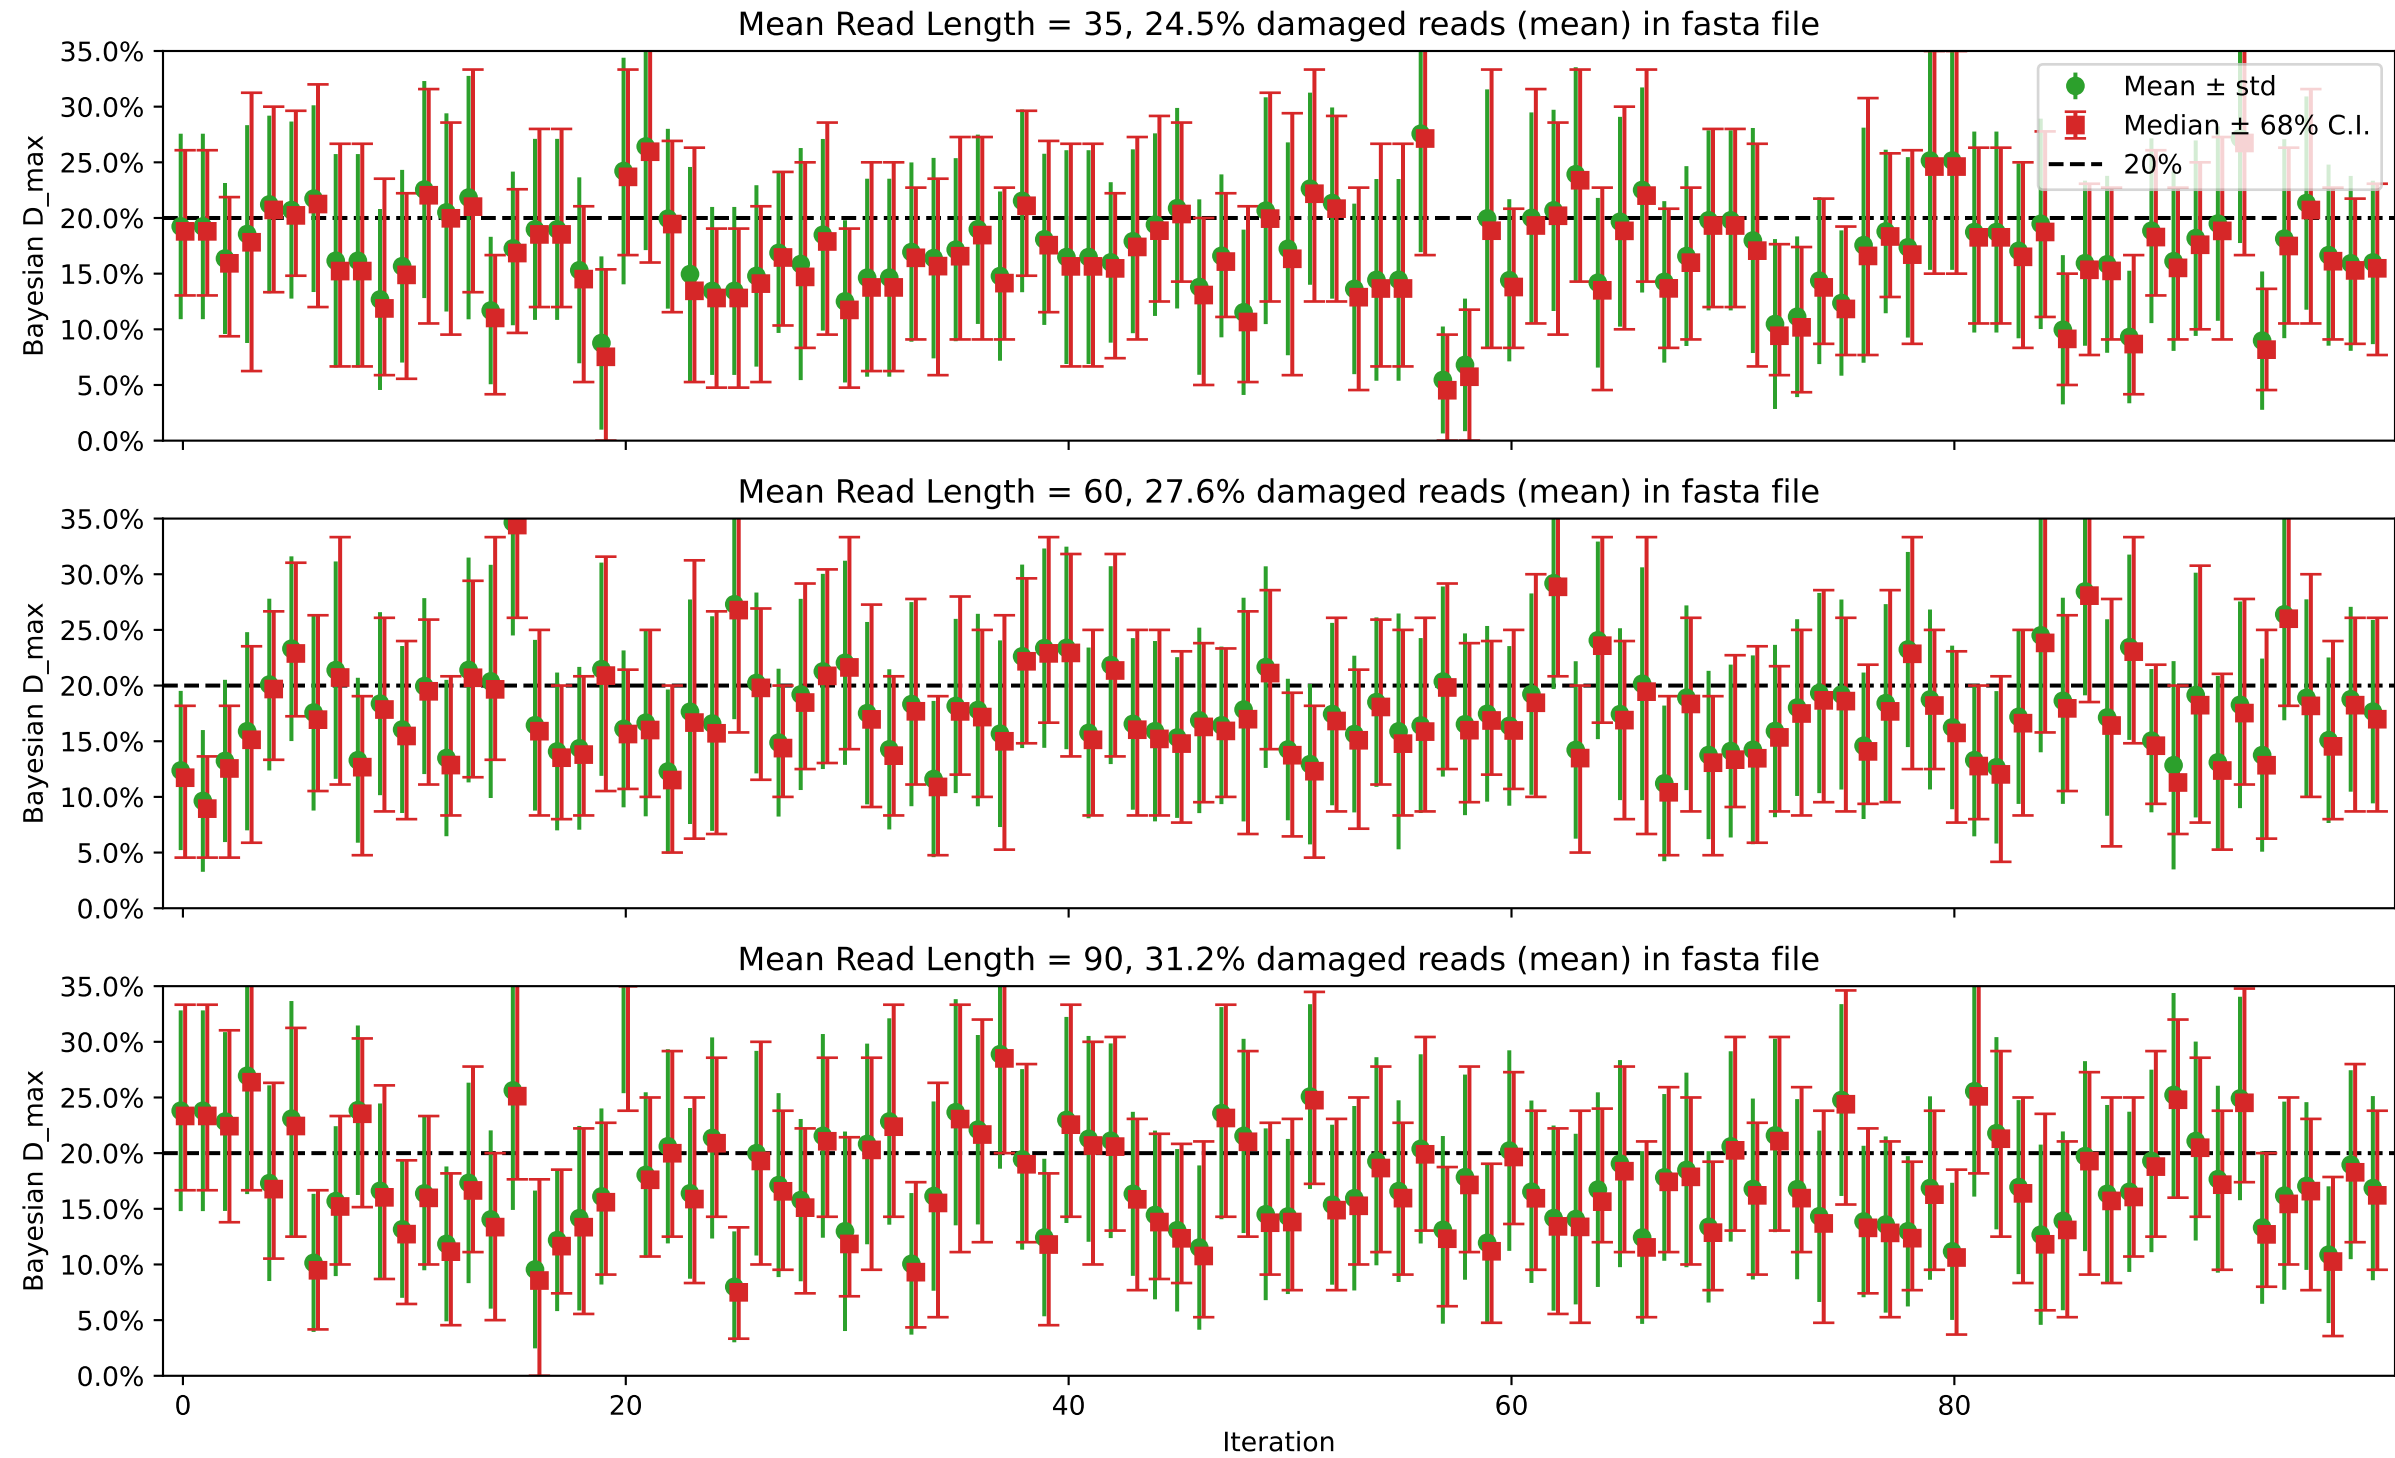 Mean Read Length = 35, 24.5% damaged reads (mean) in fasta file
35.0%
30.0%
25.0%
20.0%
15.0%
10.0%
5.0%
0.0%
Bayesian D_max
Mean ± std
Median ± 68% C.I.
20%
Mean Read Length = 60, 27.6% damaged reads (mean) in fasta file
35.0%
30.0%
25.0%
20.0%
15.0%
10.0%
5.0%
0.0%
Bayesian D_max
Mean Read Length = 90, 31.2% damaged reads (mean) in fasta file
35.0%
30.0%
25.0%
20.0%
15.0%
10.0%
5.0%
0.0%
Bayesian D_max
0 20 40 60 80
Iteration